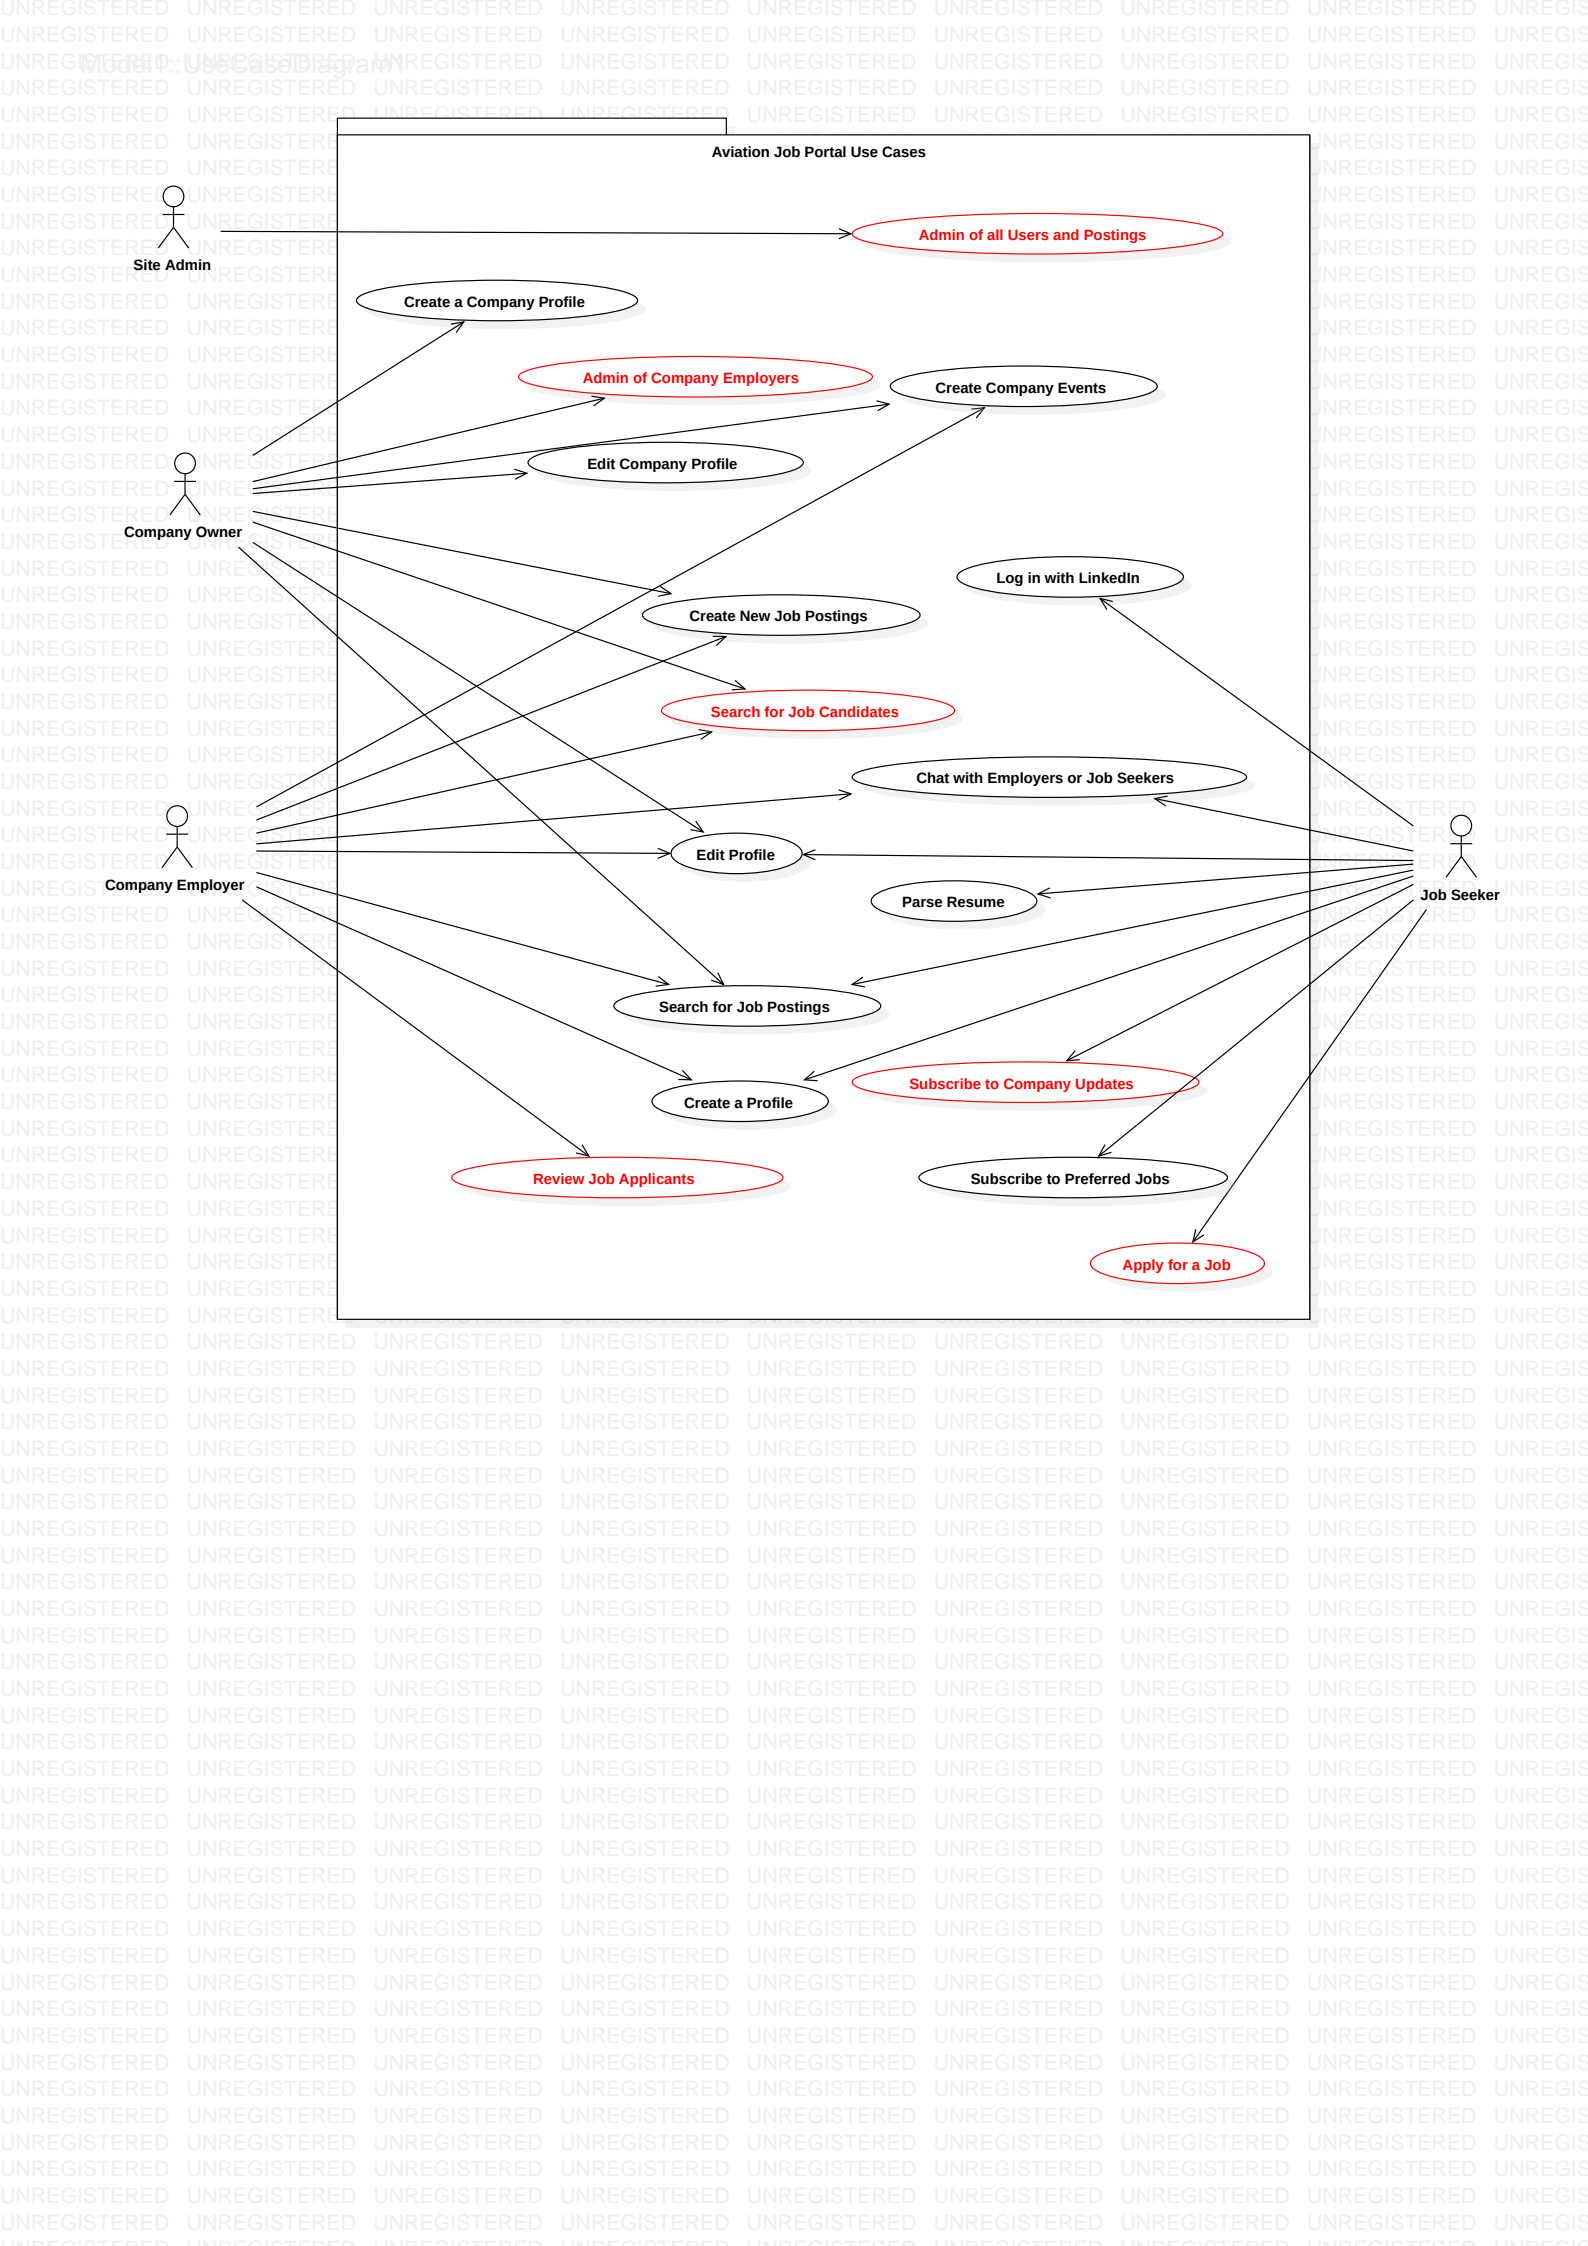 Model1::UseCaseDiagram1
Aviation Job Portal Use Cases
Admin of all Users and Postings
Site Admin
Create a Company Profile
Admin of Company Employers
Create Company Events
Edit Company Profile
Company Owner
Log in with LinkedIn
Create New Job Postings
Search for Job Candidates
Chat with Employers or Job Seekers
Edit Profile
Company Employer
Job Seeker
Parse Resume
Search for Job Postings
Subscribe to Company Updates
Create a Profile
Review Job Applicants
Subscribe to Preferred Jobs
Apply for a Job
UNREGISTERED